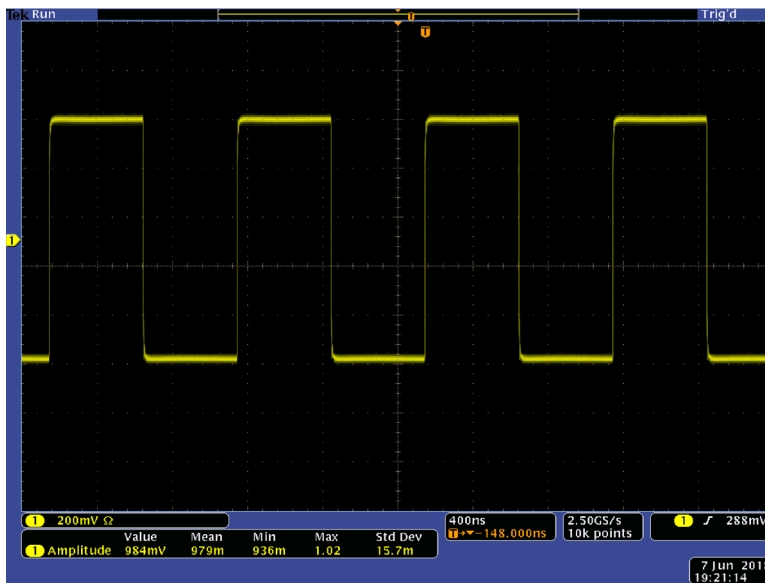 Tek Run Trig'd
T
T
1
1 200mV Ω 400ns 2.50GS/s 1 ʃ 288mV
T→▼−148.000ns 10k points
Value Mean Min Max Std Dev
1 Amplitude 984mV 979m 936m 1.02 15.7m
7 Jun 201
19:21:14